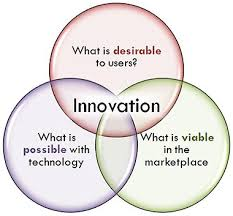 What is desirable
to users?
Innovation
What is
possible with
technology
What is viable
in the
marketplace